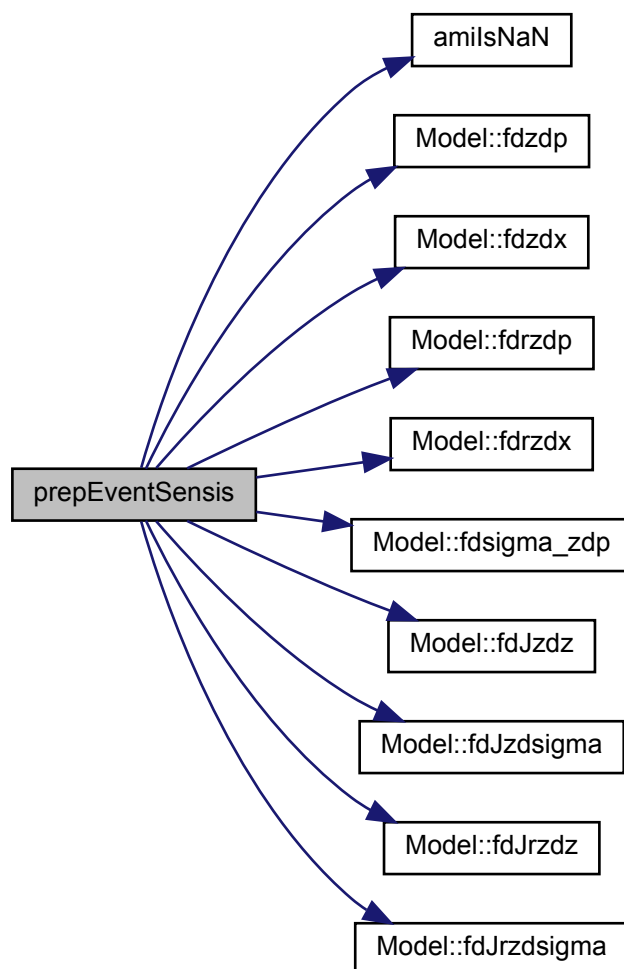 amiIsNaN
Model::fdzdp
Model::fdzdx
Model::fdrzdp
Model::fdrzdx
prepEventSensis
Model::fdsigma_zdp
Model::fdJzdz
Model::fdJzdsigma
Model::fdJrzdz
Model::fdJrzdsigma